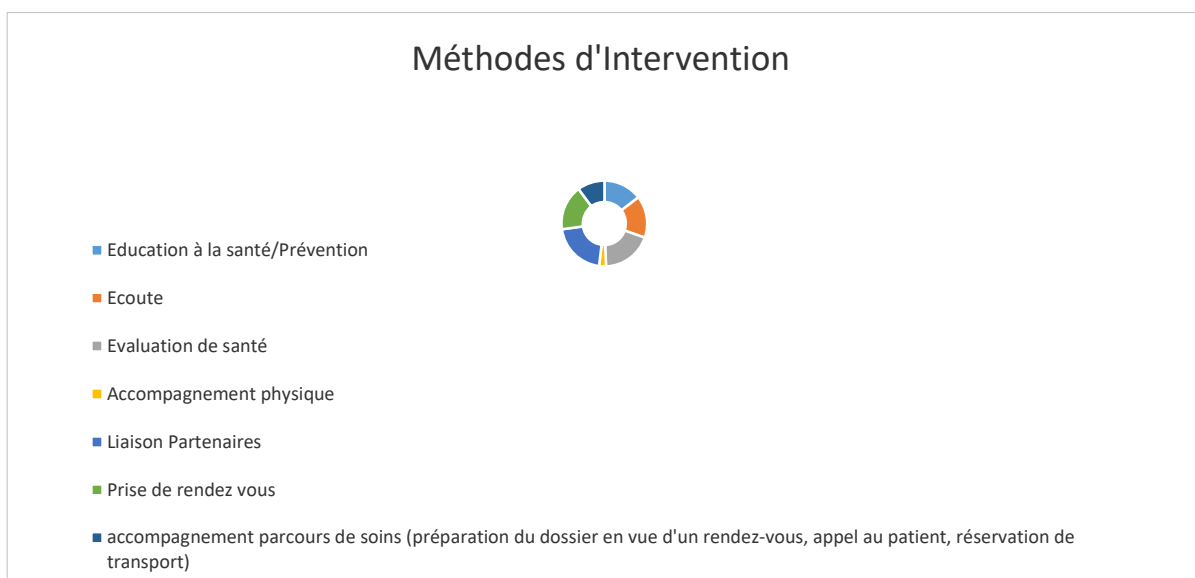 Méthodes d'Intervention
Education à la santé/Prévention
Ecoute
Evaluation de santé
Accompagnement physique
Liaison Partenaires
Prise de rendez vous
accompagnement parcours de soins (préparation du dossier en vue d'un rendez-vous, appel au patient, réservation de
transport)